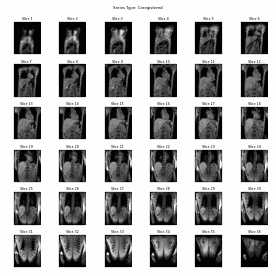 Series Type: Coregistered
Slice 1 Slice 2 Slice 3 Slice 4 Slice 5 Slice 6
Slice 7 Slice 8 Slice 9 Slice 10 Slice 11 Slice 12
Slice 13 Slice 14 Slice 15 Slice 16 Slice 17 Slice 18
Slice 19 Slice 20 Slice 21 Slice 22 Slice 23 Slice 24
Slice 25 Slice 26 Slice 27 Slice 28 Slice 29 Slice 30
Slice 31 Slice 32 Slice 33 Slice 34 Slice 35 Slice 36